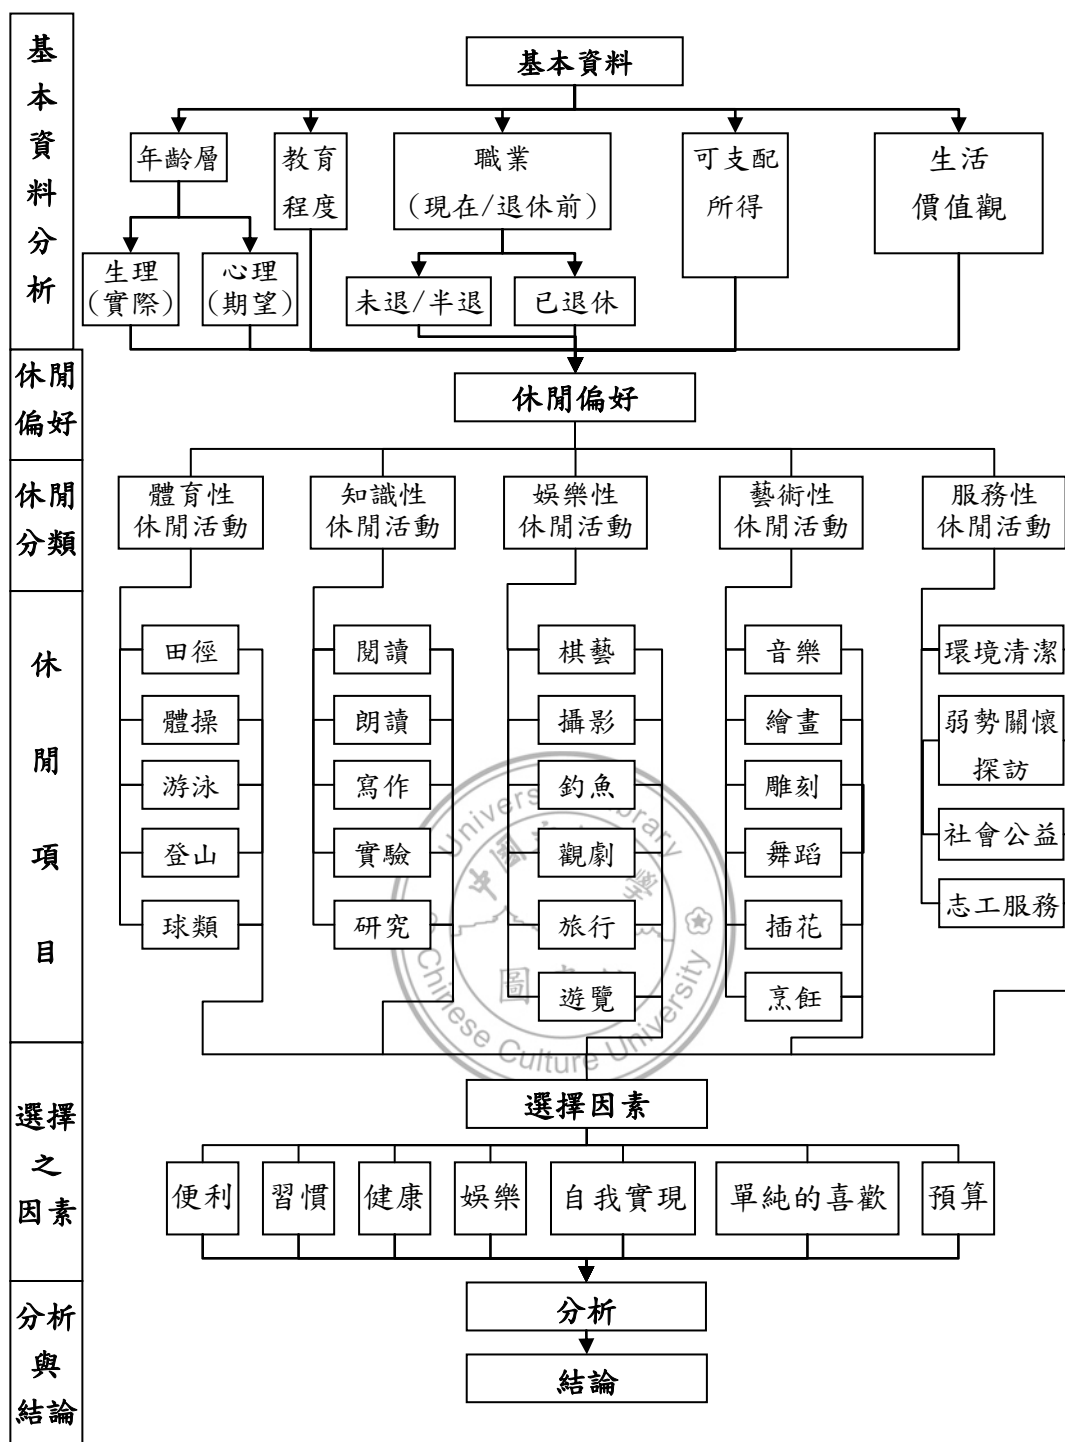 基本資料分析
基本資料
年齡層
教育
程度
職業
(現在/退休前)
可支配
所得
生活
價值觀
生理
(實際)
心理
(期望)
未退/半退
已退休
休閒
偏好
休閒偏好
休閒
分類
體育性
休閒活動
知識性
休閒活動
娛樂性
休閒活動
藝術性
休閒活動
服務性
休閒活動
休閒項目
田徑
體操
游泳
登山
球類
閱讀
朗讀
寫作
實驗
研究
棋藝
攝影
釣魚
觀劇
旅行
遊覽
音樂
繪畫
雕刻
舞蹈
插花
烹飪
環境清潔
弱勢關懷
探訪
社會公益
志工服務
Chinese Culture University
選擇
之
因素
選擇因素
便利
習慣
健康
娛樂
自我實現
單純的喜歡
預算
分析
與
結論
分析
結論